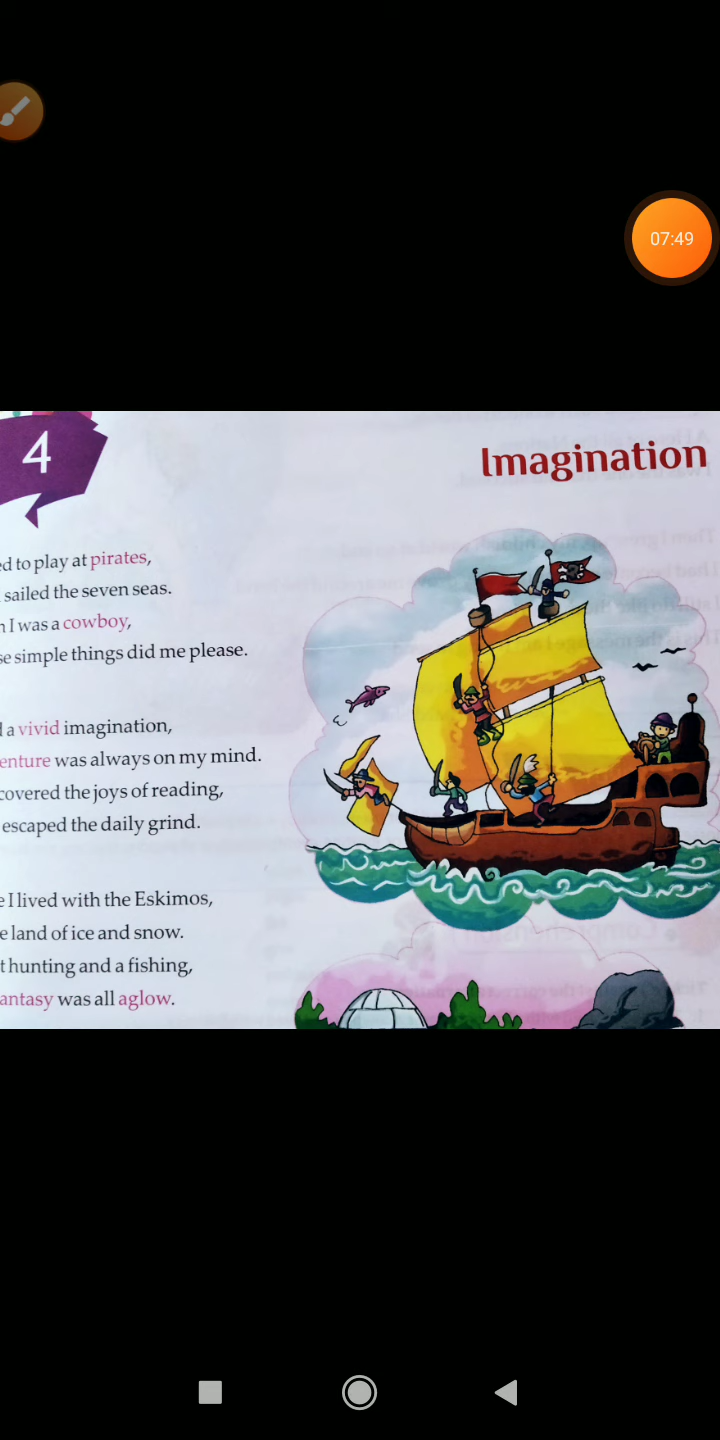 07:49
4
Imagination
ed to play at pirates,
sailed the seven seas.
n I was a cowboy,
se simple things did me please.
d a vivid imagination,
enture was always on my mind.
covered the joys of reading,
escaped the daily grind.
e I lived with the Eskimos,
e land of ice and snow.
t hunting and a fishing,
antasy was all aglow.